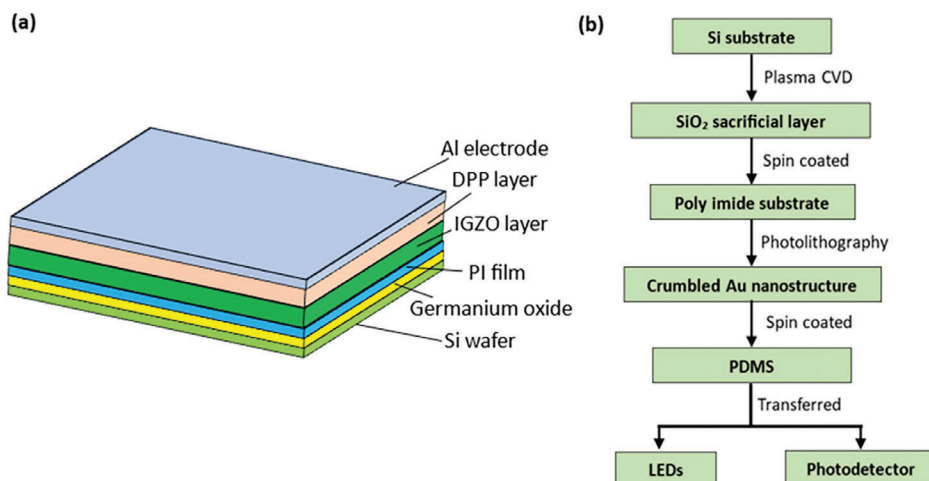 (a)
Al electrode
DPP layer
IGZO layer
PI film
Germanium oxide
Si wafer
(b)
Si substrate
Plasma CVD
SiO₂ sacrificial layer
Spin coated
Poly imide substrate
Photolithography
Crumbled Au nanostructure
Spin coated
PDMS
Transferred
LEDs
Photodetector